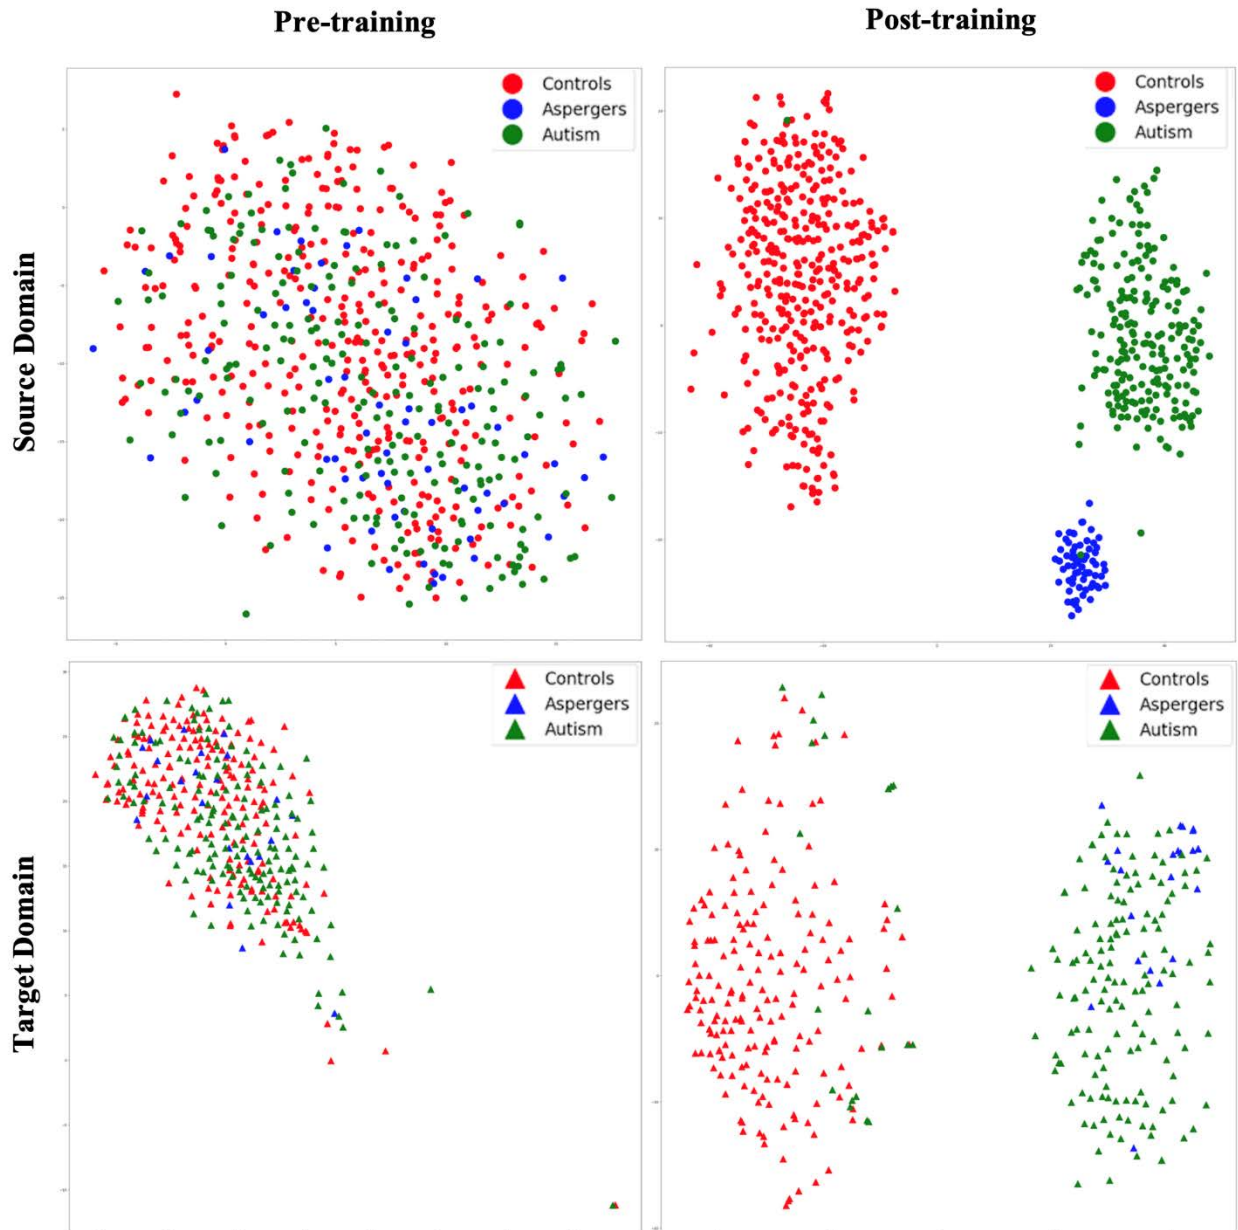 Pre-training
Post-training
Controls
Aspergers
Autism
Controls
Aspergers
Autism
Source Domain
Controls
Aspergers
Autism
Controls
Aspergers
Autism
Target Domain